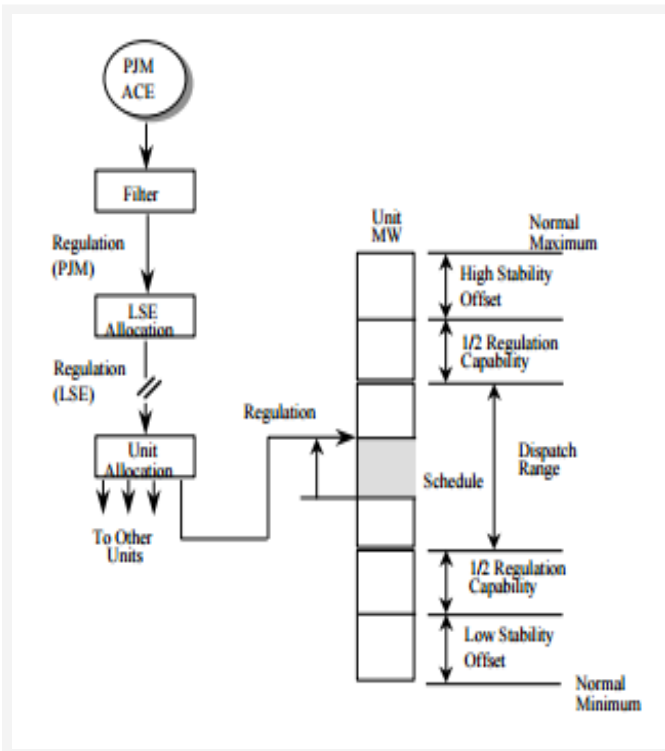 PJM
ACE
Filter
Regulation
(PJM)
LSE
Allocation
Regulation
(LSE)
Unit
Allocation
To Other
Units
Regulation
Unit
MW
Normal
Maximum
High Stability
Offset
1/2 Regulation
Capability
Dispatch
Range
Schedule
1/2 Regulation
Capability
Low Stability
Offset
Normal
Minimum